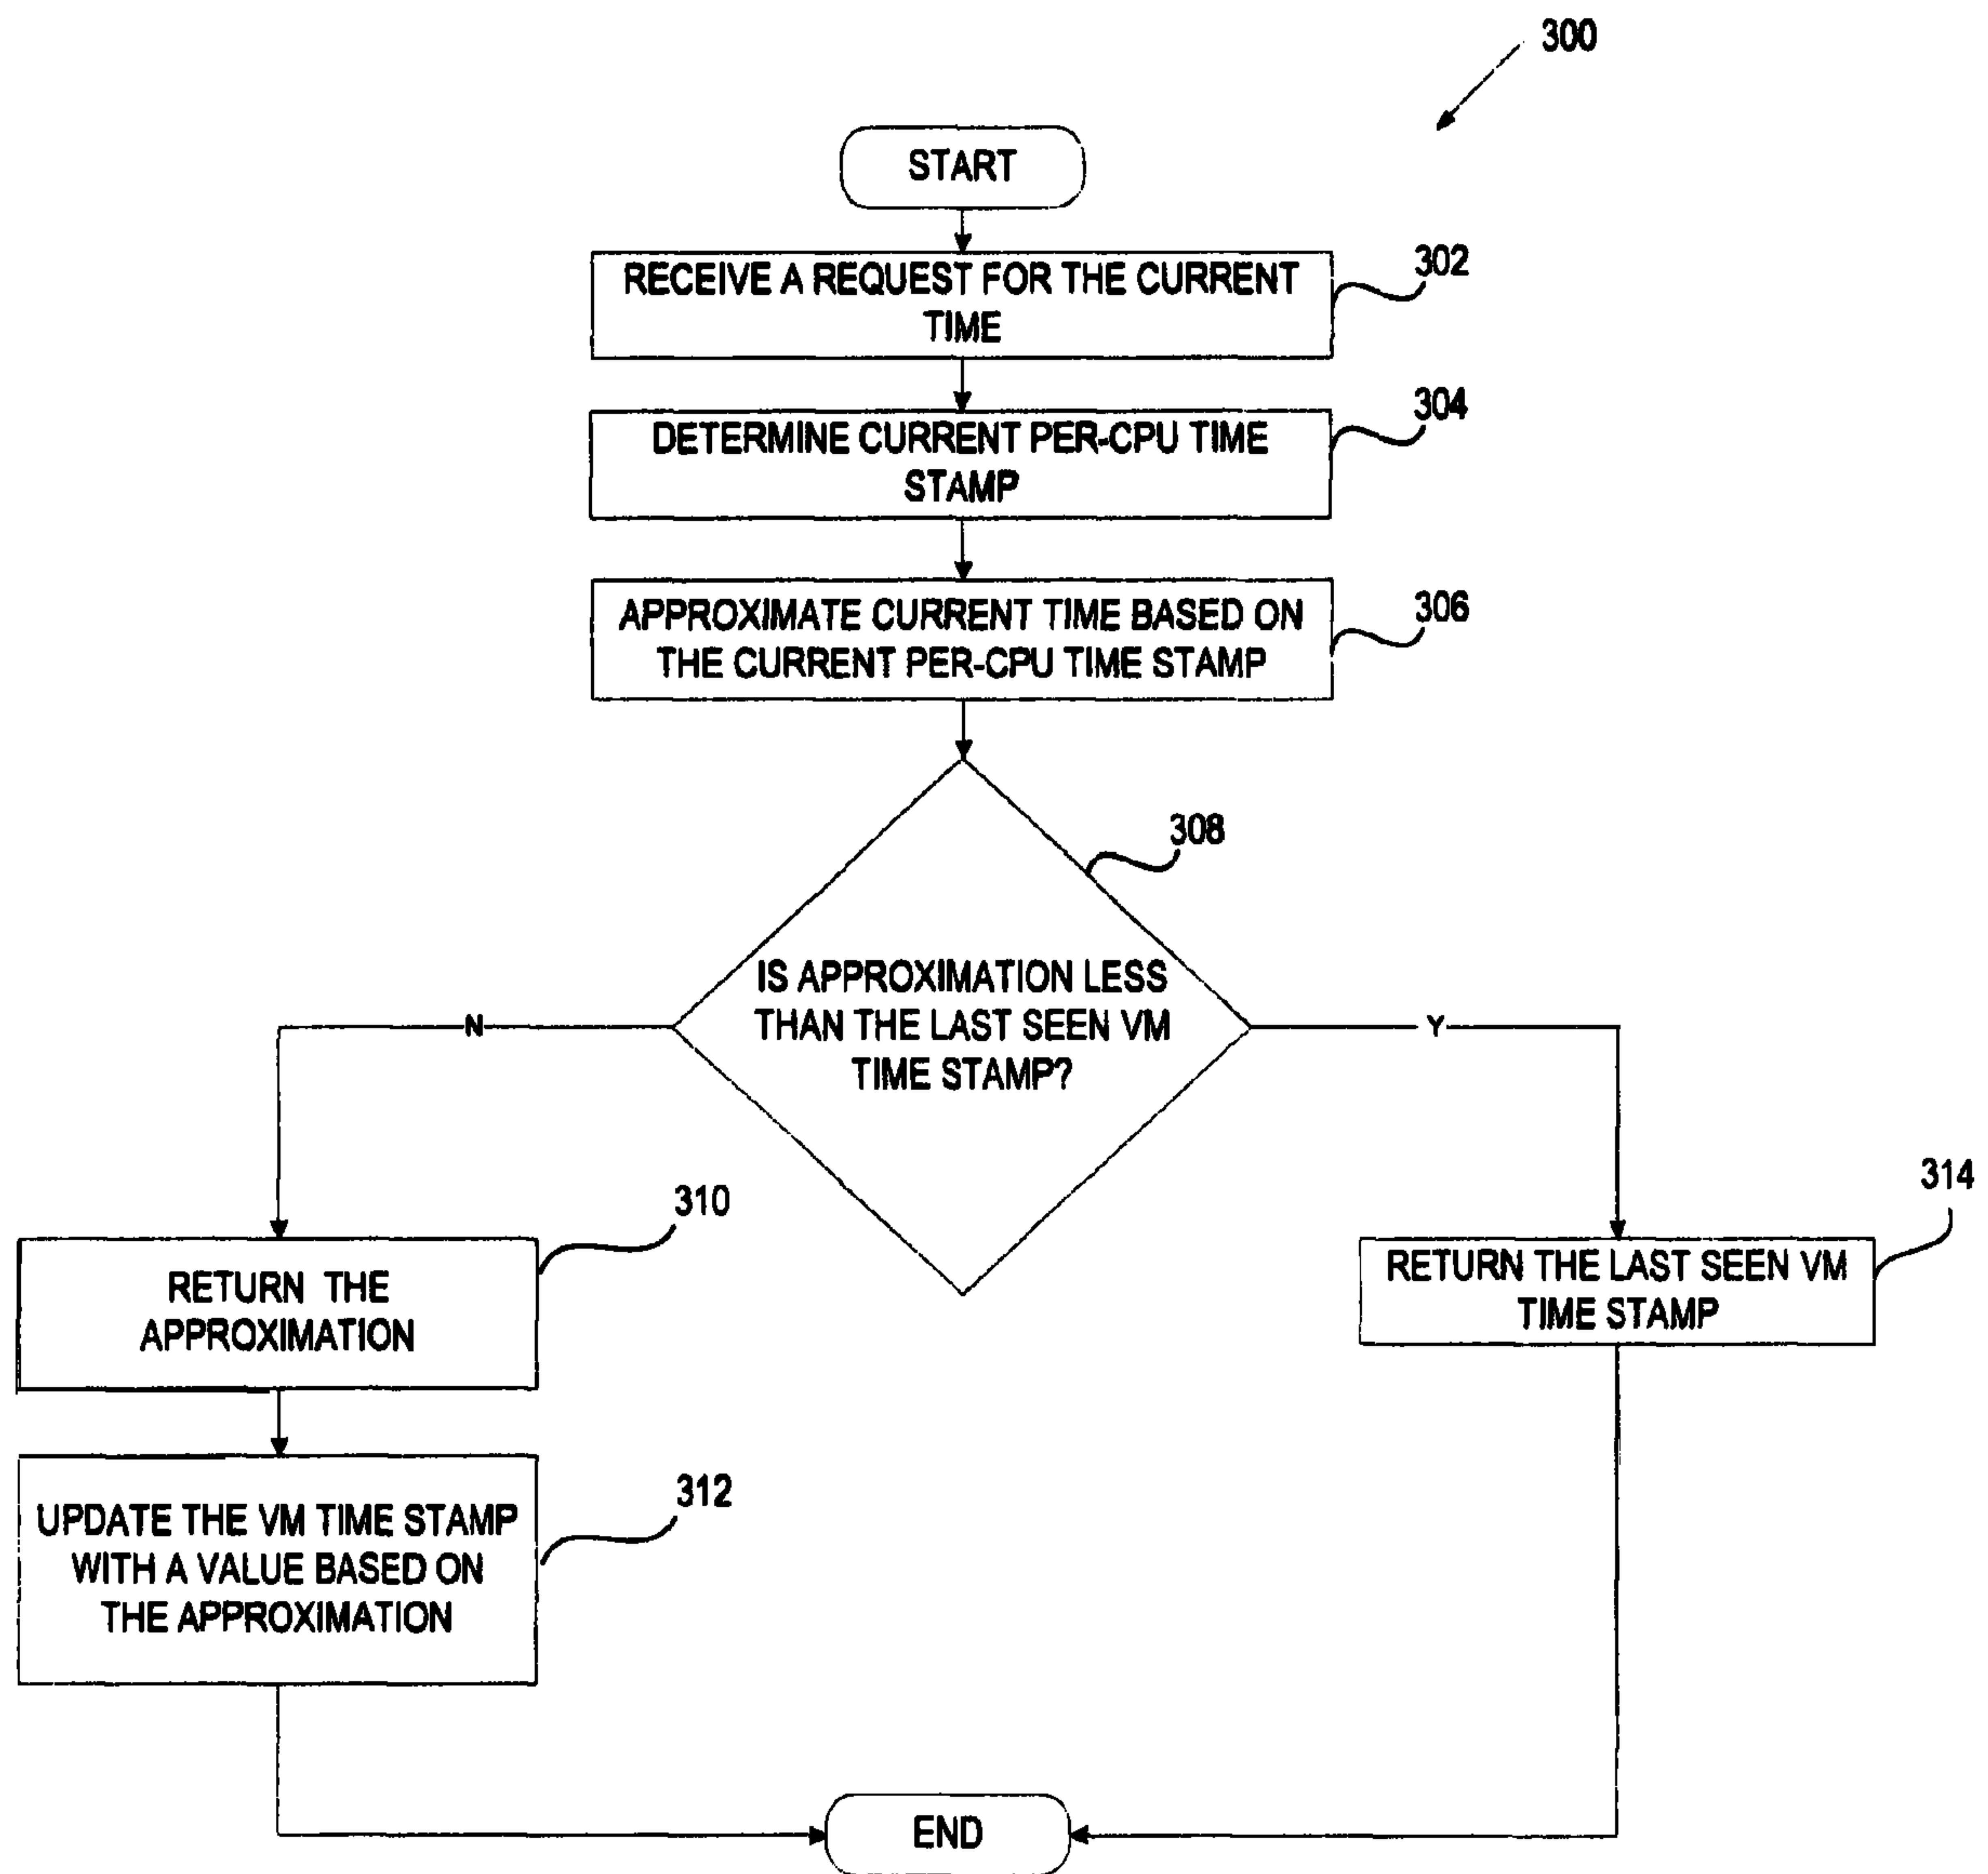 300
START
RECEIVE A REQUEST FOR THE CURRENT
TIME
302
DETERMINE CURRENT PER-CPU TIME
STAMP
304
APPROXIMATE CURRENT TIME BASED ON
THE CURRENT PER-CPU TIME STAMP
306
308
IS APPROXIMATION LESS
THAN THE LAST SEEN VM
TIME STAMP?
N
Y
310
RETURN THE
APPROXIMATION
314
RETURN THE LAST SEEN VM
TIME STAMP
312
UPDATE THE VM TIME STAMP
WITH A VALUE BASED ON
THE APPROXIMATION
END